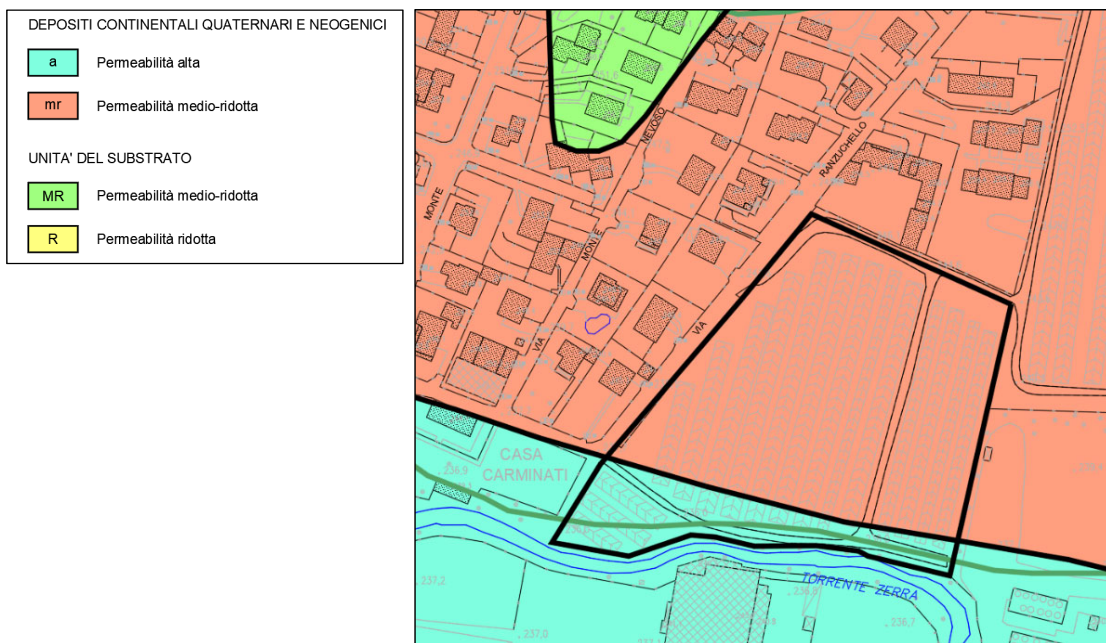 DEPOSITI CONTINENTALI QUATERNARI E NEOGENICI
a Permeabilità alta
mr Permeabilità medio-ridotta
UNITA' DEL SUBSTRATO
MR Permeabilità medio-ridotta
R Permeabilità ridotta
NEVOSO
RANZUCHELLO
MONTE
MONTE
VIA
VIA
CASA
CARMINATI
236,9
TORRENTE ZERRA
237,2
236,7
237,0